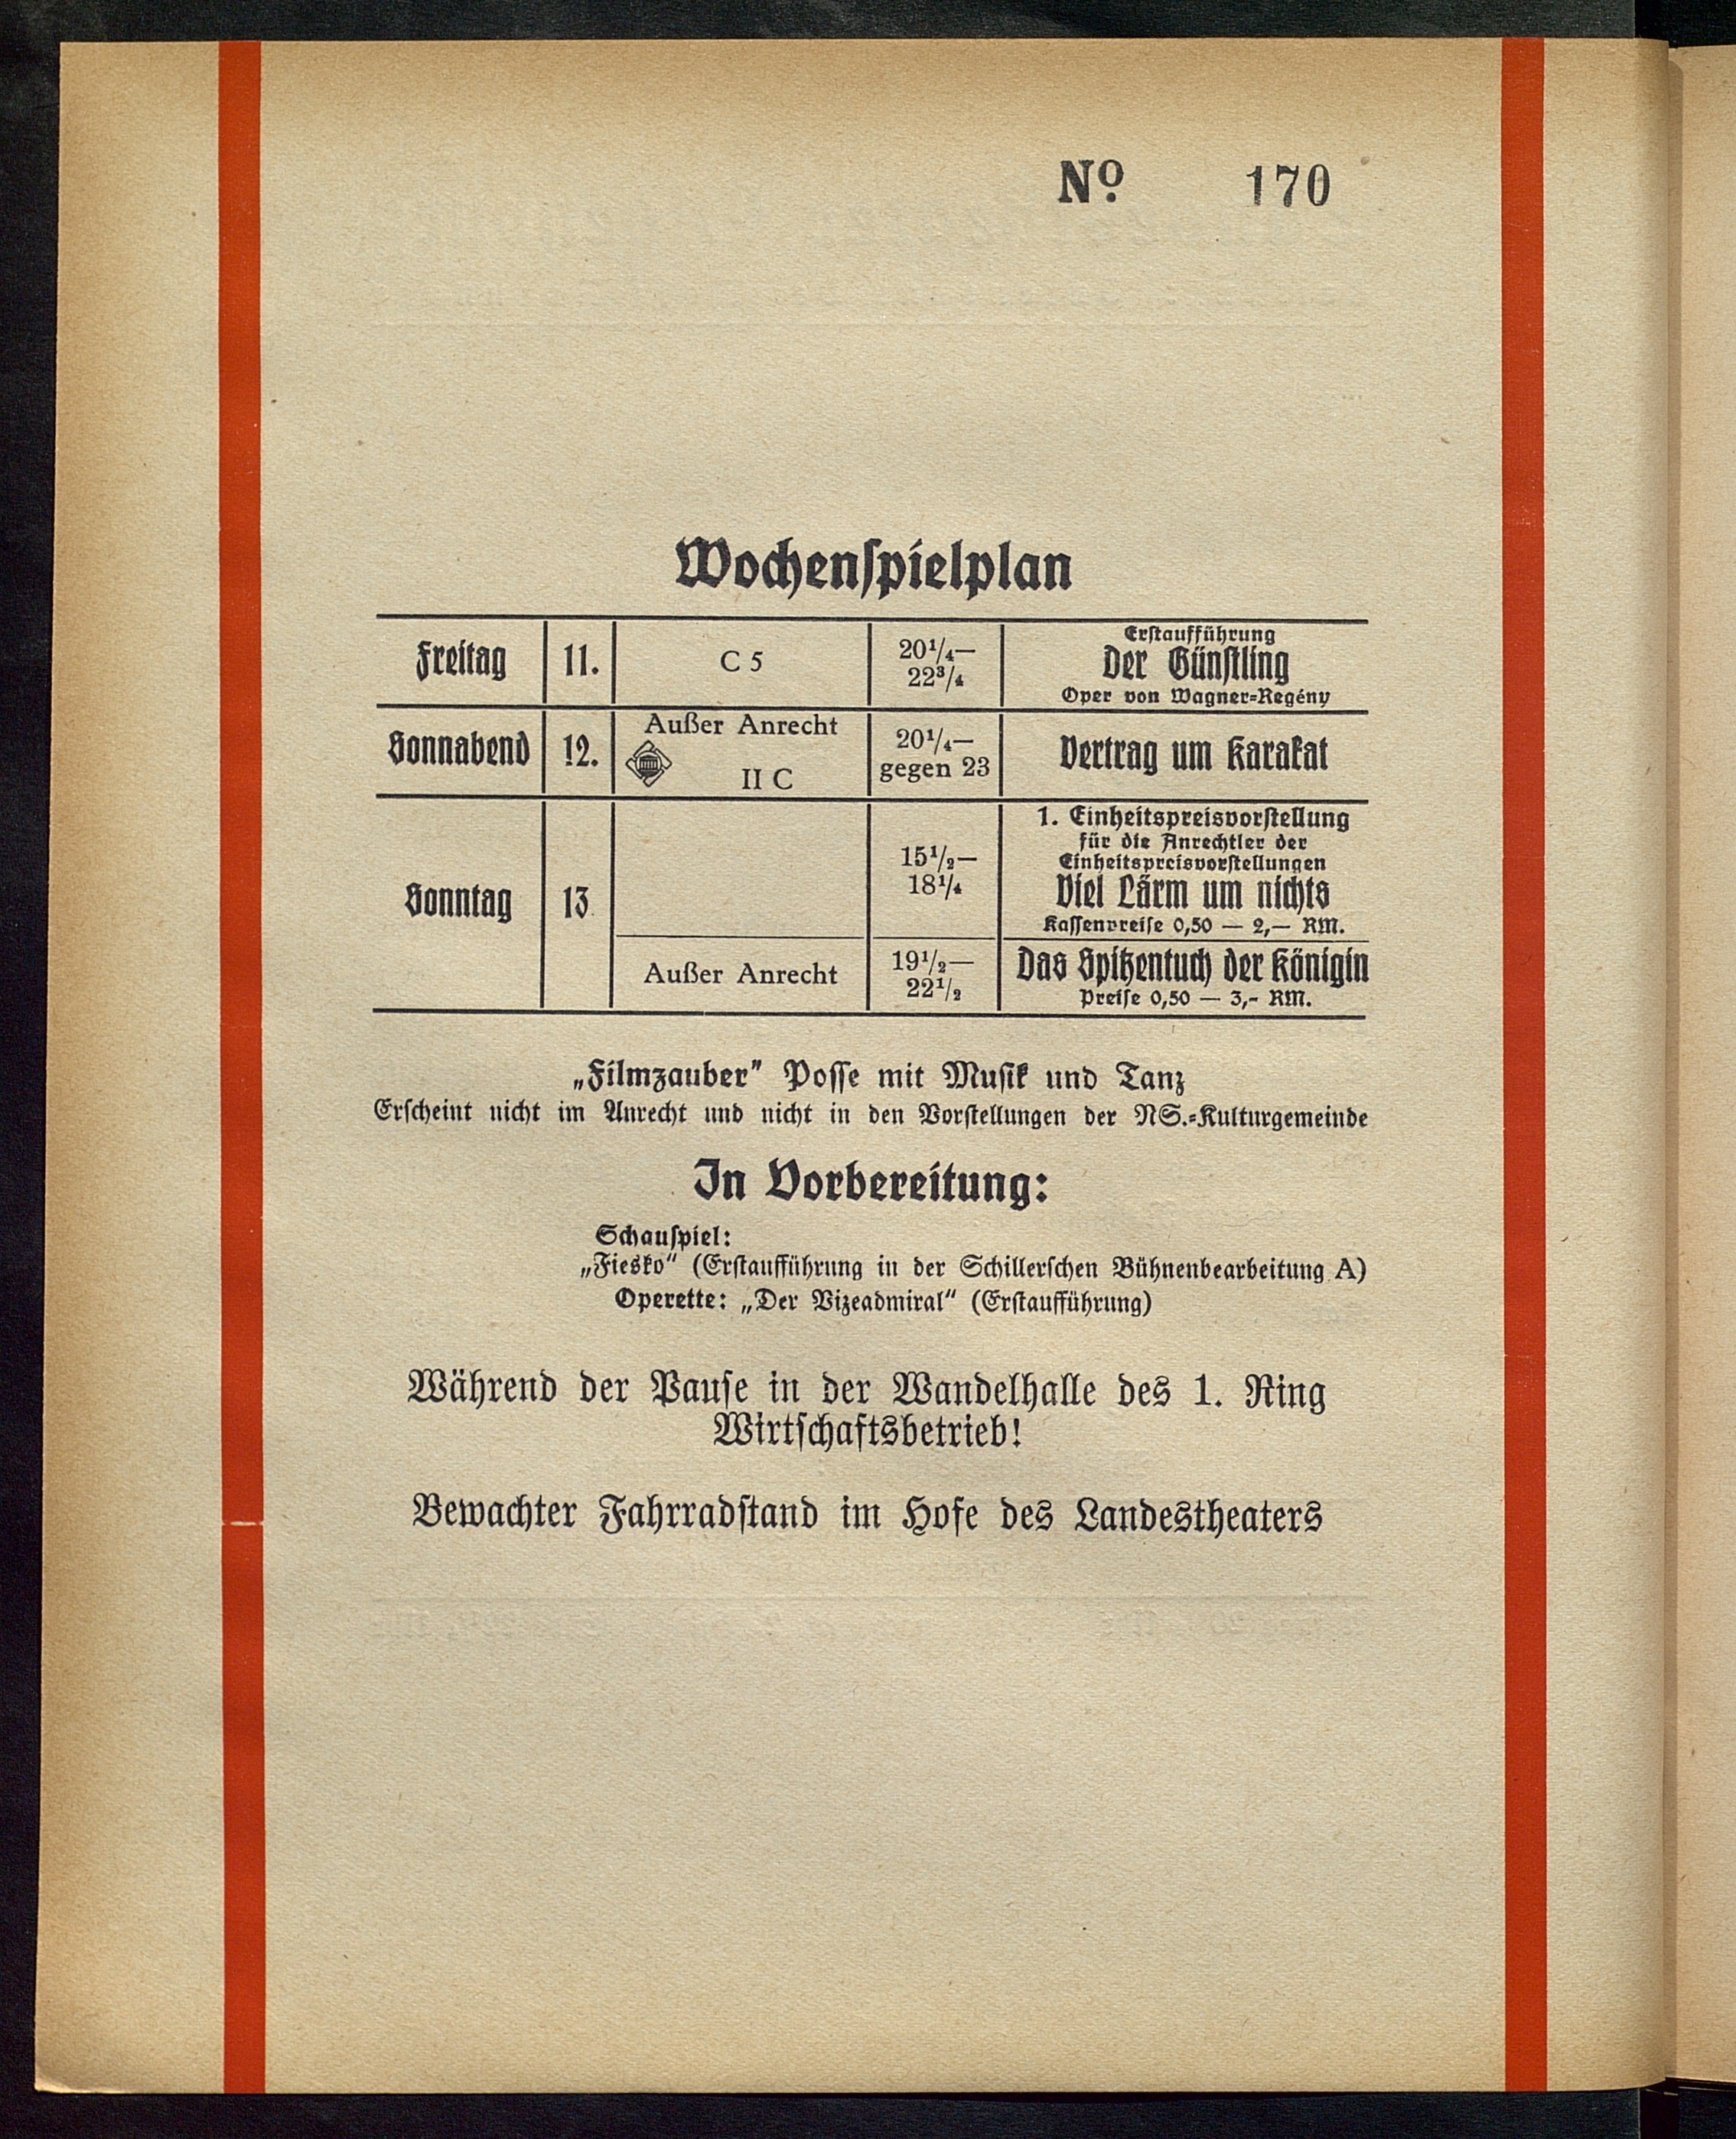 No 170
Wochenspielplan
Freitag 11. C 5 20¹/₄— 22³/₄ Erstaufführung
Der Günstling
Oper von Wagner-Regény
Sonnabend 12. Außer Anrecht
II C 20¹/₄— gegen 23 Vertrag um Karakat
Sonntag 13 15¹/₂— 18¹/₄ 1. Einheitspreisvorstellung
für die Anrechtler der
Einheitspreisvorstellungen
Viel Lärm um nichts
Kassenpreise 0,50 — 2,— RM.
Außer Anrecht 19¹/₂— 22¹/₂ Das Spitzentuch der Königin
Preise 0,50 — 3,- RM.
„Filmzauber" Posse mit Musik und Tanz
Erscheint nicht im Anrecht und nicht in den Vorstellungen der NS.-Kulturgemeinde
In Vorbereitung:
Schauspiel:
„Fiesko" (Erstaufführung in der Schillerschen Bühnenbearbeitung A)
Operette: „Der Vizeadmiral" (Erstaufführung)
Während der Pause in der Wandelhalle des 1. Ring
Wirtschaftsbetrieb!
Bewachter Fahrradstand im Hofe des Landestheaters